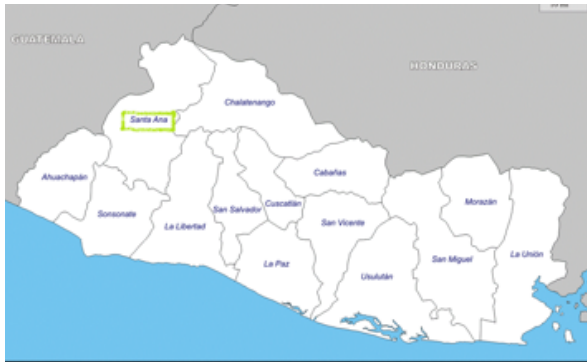 GUATEMALA
HONDURAS
Chalatenango
Santa Ana
Cabañas
Ahuachapán
Morazán
Cuscatlán
San Salvador
Sonsonate
San Vicente
La Libertad
La Unión
San Miguel
La Paz
Usulután